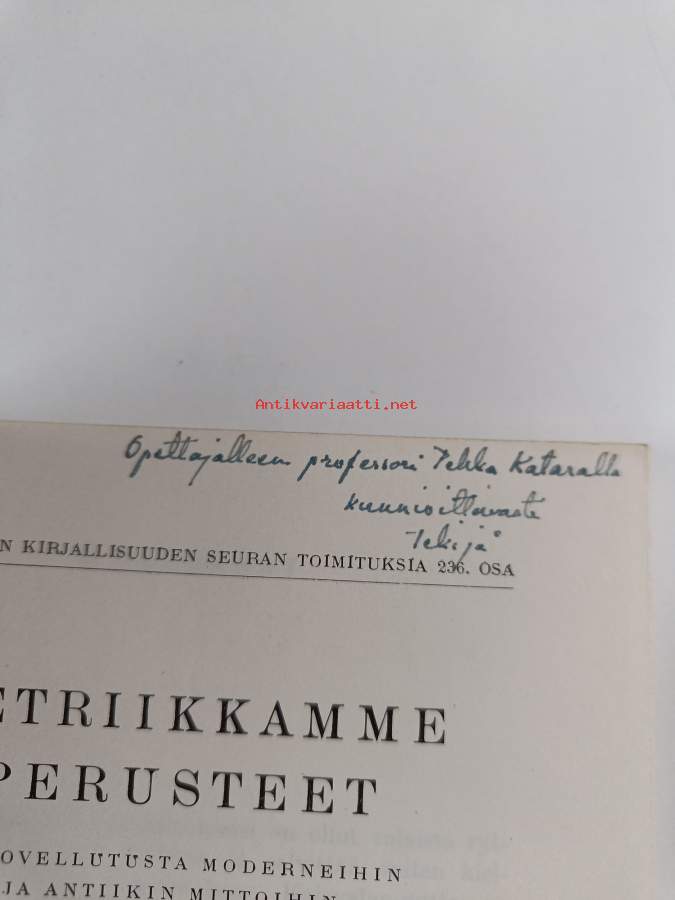 Antikvariaatti.net
Opettajalleen professori Pekka Kataralla
kunnioittavasti
Tekijä
N KIRJALLISUUDEN SEURAN TOIMITUKSIA 236. OSA
ETRIIKKAMME
PERUSTEET
OVELLUTUSTA MODERNEIHIN
JA ANTIIKIN MITTOIHIN